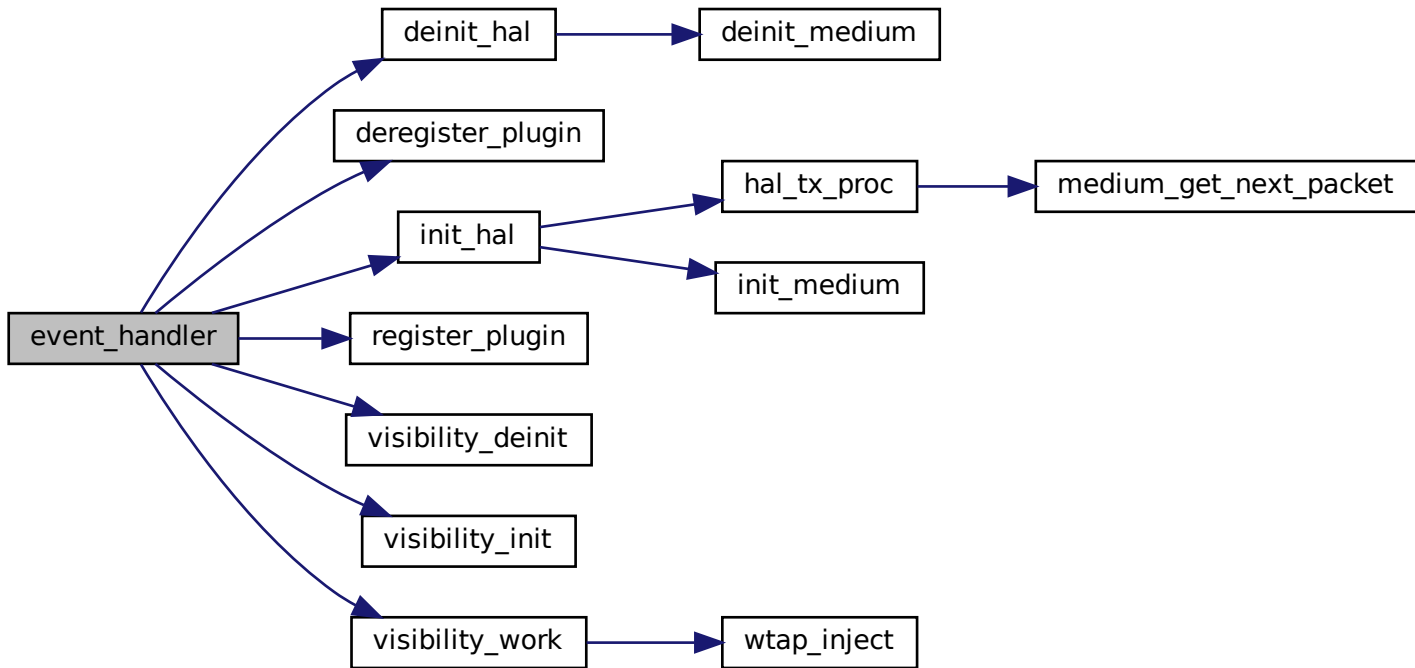 deinit_hal
deinit_medium
deregister_plugin
hal_tx_proc
medium_get_next_packet
init_hal
init_medium
event_handler
register_plugin
visibility_deinit
visibility_init
visibility_work
wtap_inject